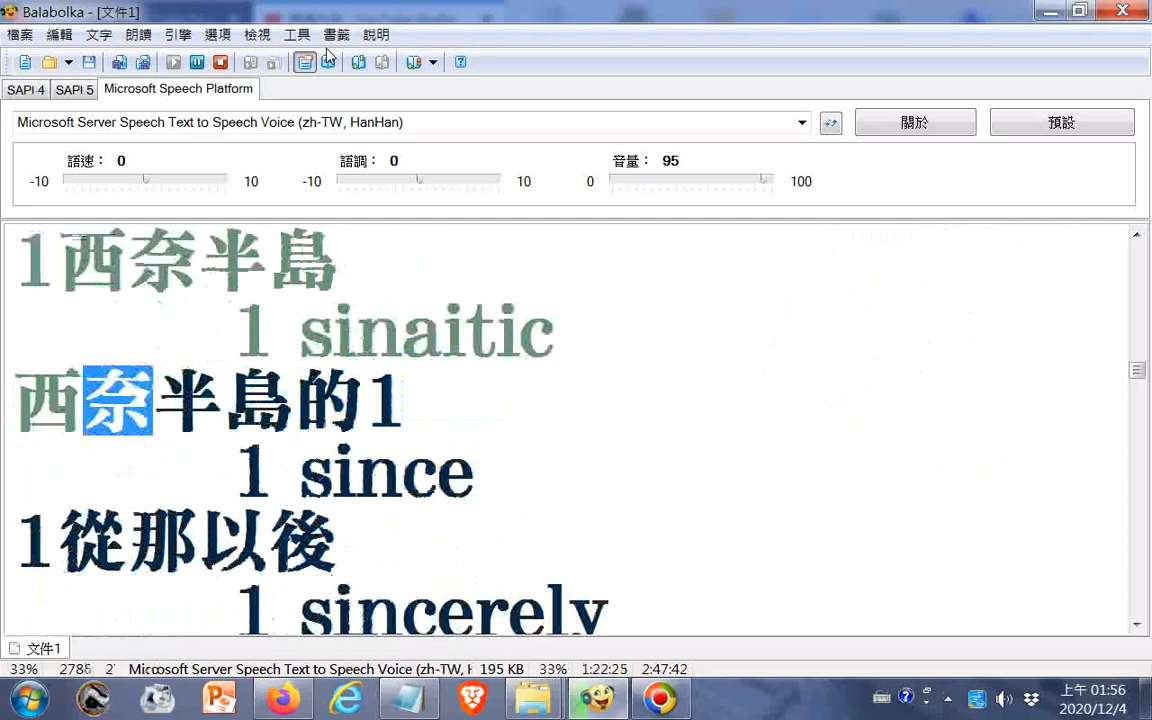 Balabolka - [文件1]
檔案 編輯 文字 朗讀 引擎 選項 檢視 工具 書籤 說明
SAPI 4 SAPI 5 Microsoft Speech Platform
Microsoft Server Speech Text to Speech Voice (zh-TW, HanHan) 關於 預設
語速： 0 語調： 0 音量： 95
-10 10 -10 10 0 100
1西奈半島
1 sinaitic
西奈半島的1
1 since
1從那以後
1 sincerely
文件1
33% 2785 2 Microsoft Server Speech Text to Speech Voice (zh-TW, H 195 KB 33% 1:22:25 2:47:42
上午 01:56
2020/12/4